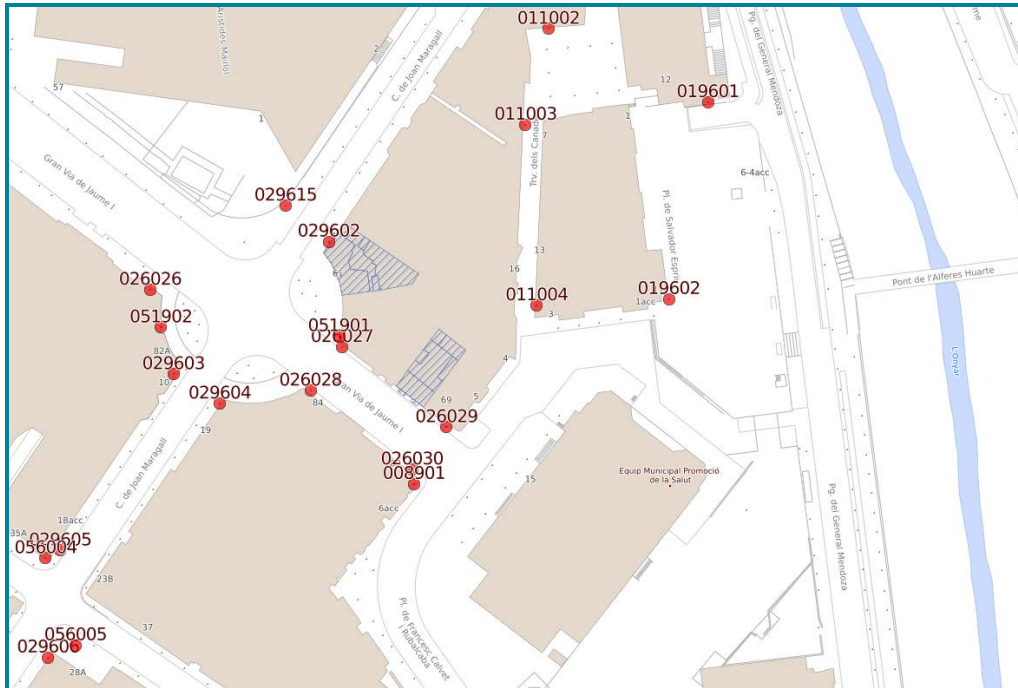 011002
Aristides Maillol
2
C. de Joan Maragall
Pg. del General Mendoza
57
12
019601
1
011003
1
7
Trv. dels Canad
6-4acc
Gran Via de Jaume I
029615
029602
Pl. de Salvador Espriu
13
16
6
026026
019602
1acc
Pont de l'Alferes Huarte
011004
3
051902
051901
82A
4
L'Onyar
029603
10
026028
84
Gran Via de Jaume I
029604
69
5
026029
19
C. de Joan Maragall
026030
008901
15
Equip Municipal Promoció
de la Salut
6acc
18acc
35A
029605
056004
Pg. del General Mendoza
23B
Pl. de Francesc Calvet
i Rubalcaba
37
056005
029606
28A